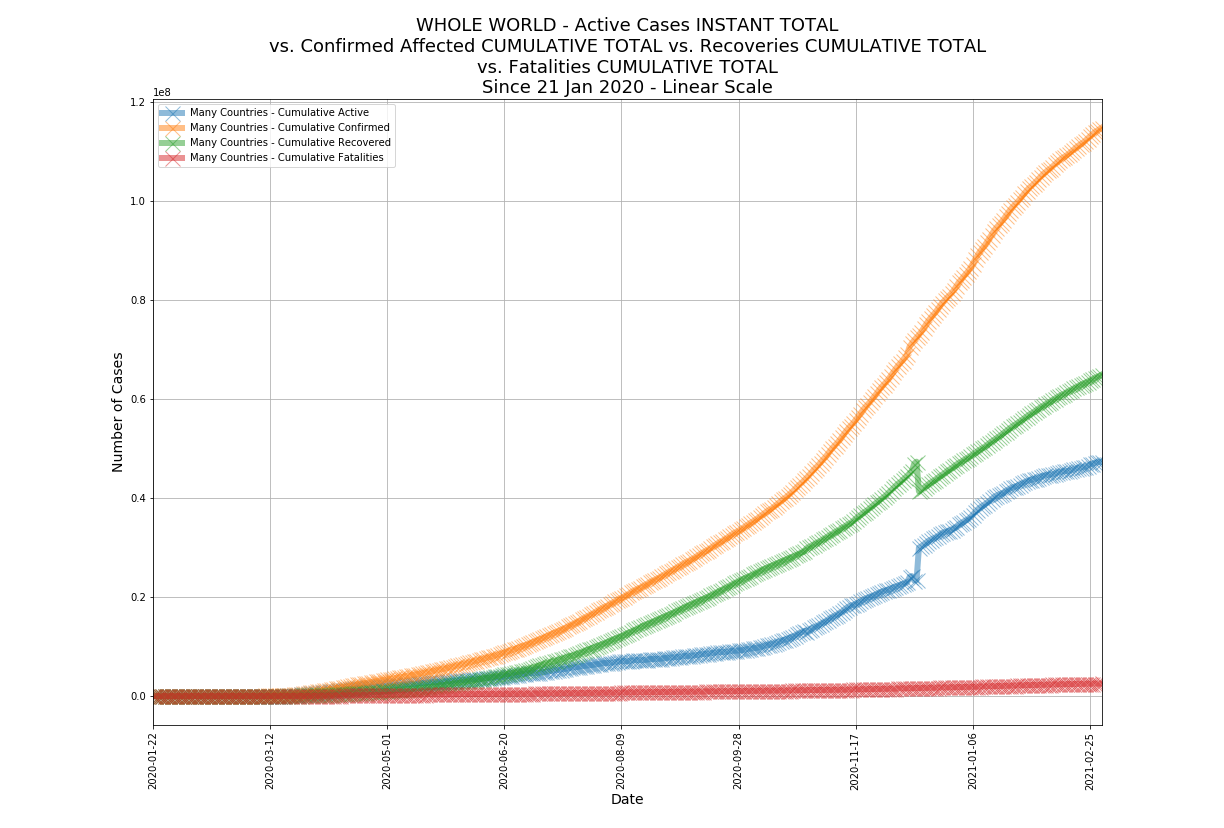 WHOLE WORLD - Active Cases INSTANT TOTAL
vs. Confirmed Affected CUMULATIVE TOTAL vs. Recoveries CUMULATIVE TOTAL
vs. Fatalities CUMULATIVE TOTAL
Since 21 Jan 2020 - Linear Scale
1e8
Many Countries - Cumulative Active
Many Countries - Cumulative Confirmed
Many Countries - Cumulative Recovered
Many Countries - Cumulative Fatalities
1.2
1.0
0.8
0.6
0.4
0.2
0.0
Number of Cases
2020-01-22
2020-03-12
2020-05-01
2020-06-20
2020-08-09
2020-09-28
2020-11-17
2021-01-06
2021-02-25
Date